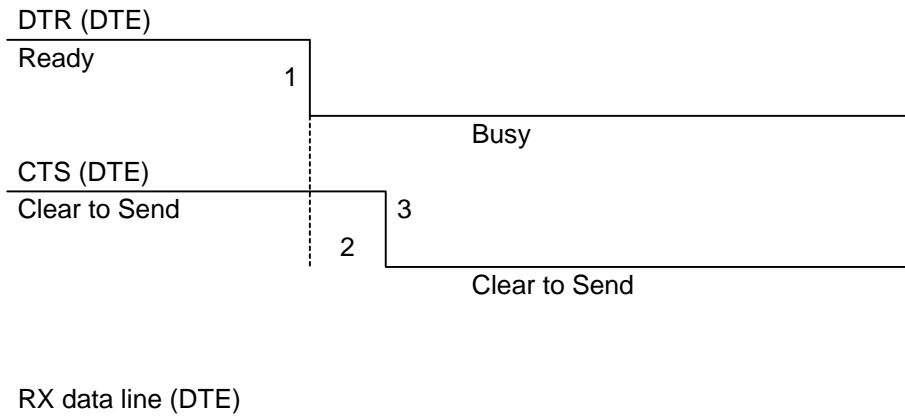 DTR (DTE)
Ready
1
Busy
CTS (DTE)
Clear to Send
3
2
Clear to Send
RX data line (DTE)